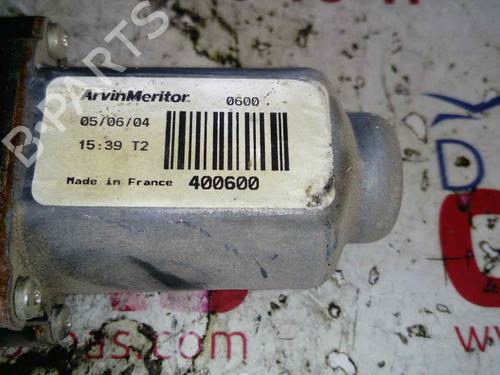 ArvinMeritor 0600
05/06/04
15:39 T2
Made in France 400600
B-PARTS